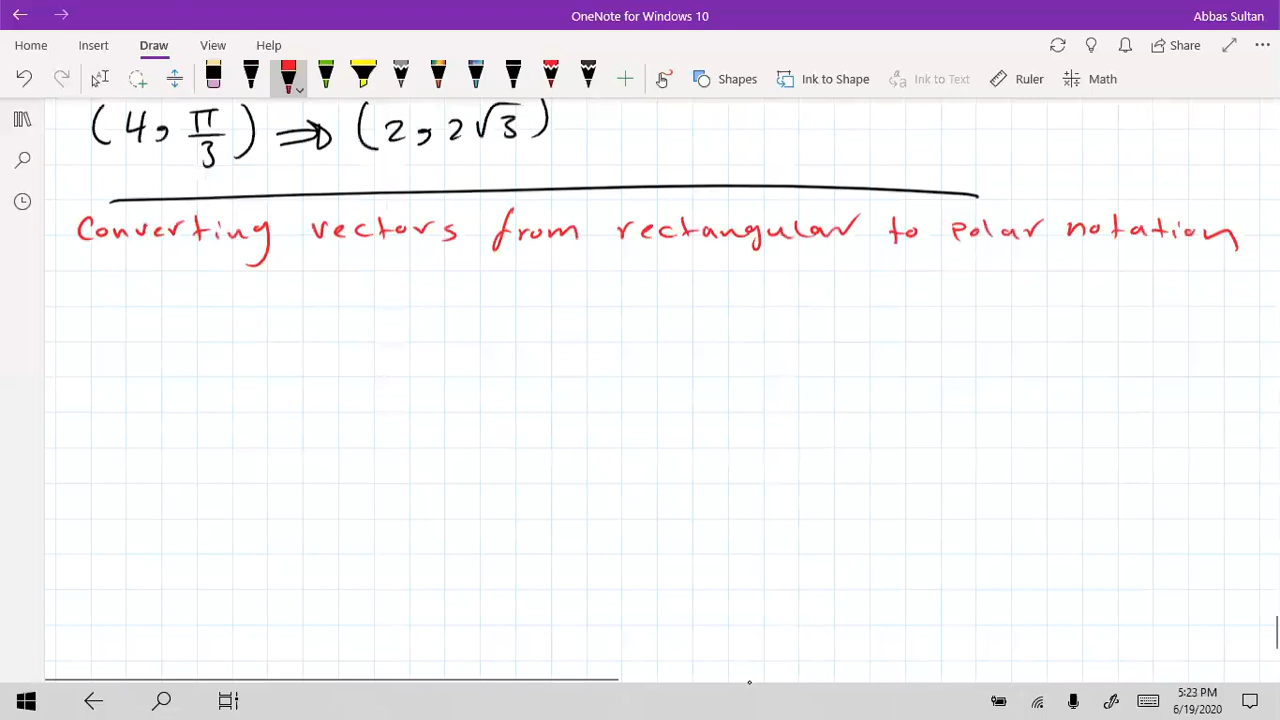 OneNote for Windows 10
Abbas Sultan
Home Insert Draw View Help
Share
Shapes Ink to Shape Ink to Text Ruler Math
(4, π/3) ⇒ (2, 2√3)
Converting vectors from rectangular to polar notation
5:23 PM
6/19/2020